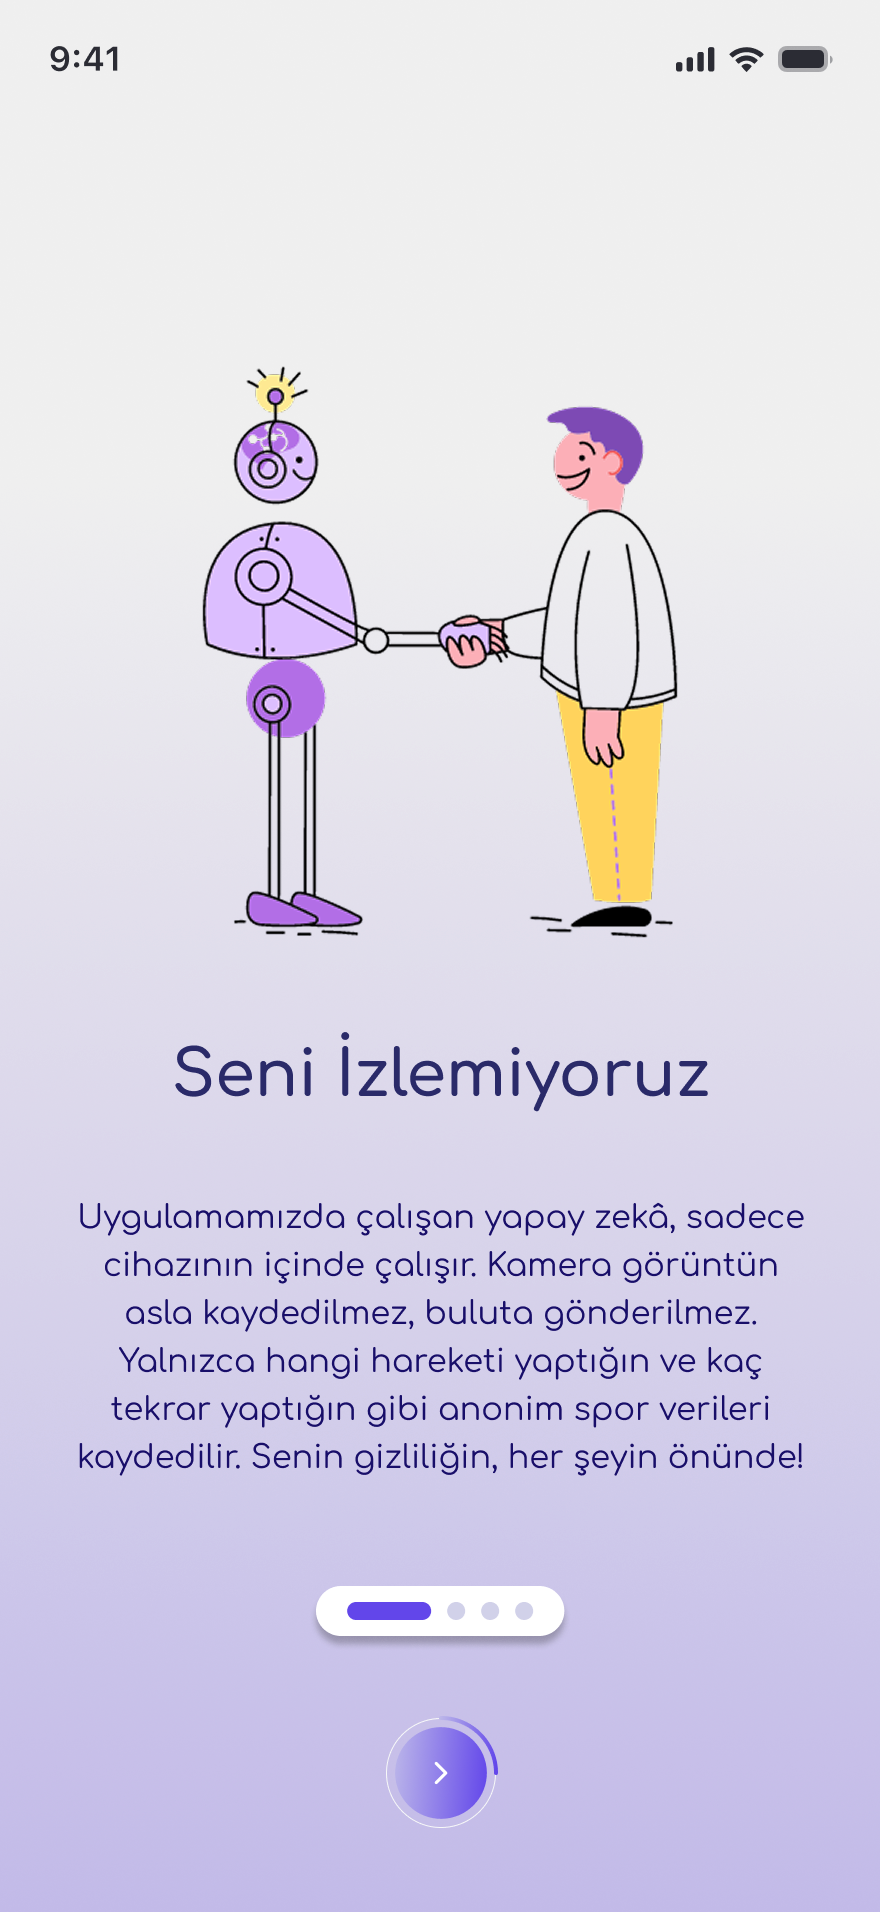 9:41
Seni İzlemiyoruz
Uygulamamızda çalışan yapay zekâ, sadece
cihazının içinde çalışır. Kamera görüntün
asla kaydedilmez, buluta gönderilmez.
Yalnızca hangi hareketi yaptığın ve kaç
tekrar yaptığın gibi anonim spor verileri
kaydedilir. Senin gizliliğin, her şeyin önünde!